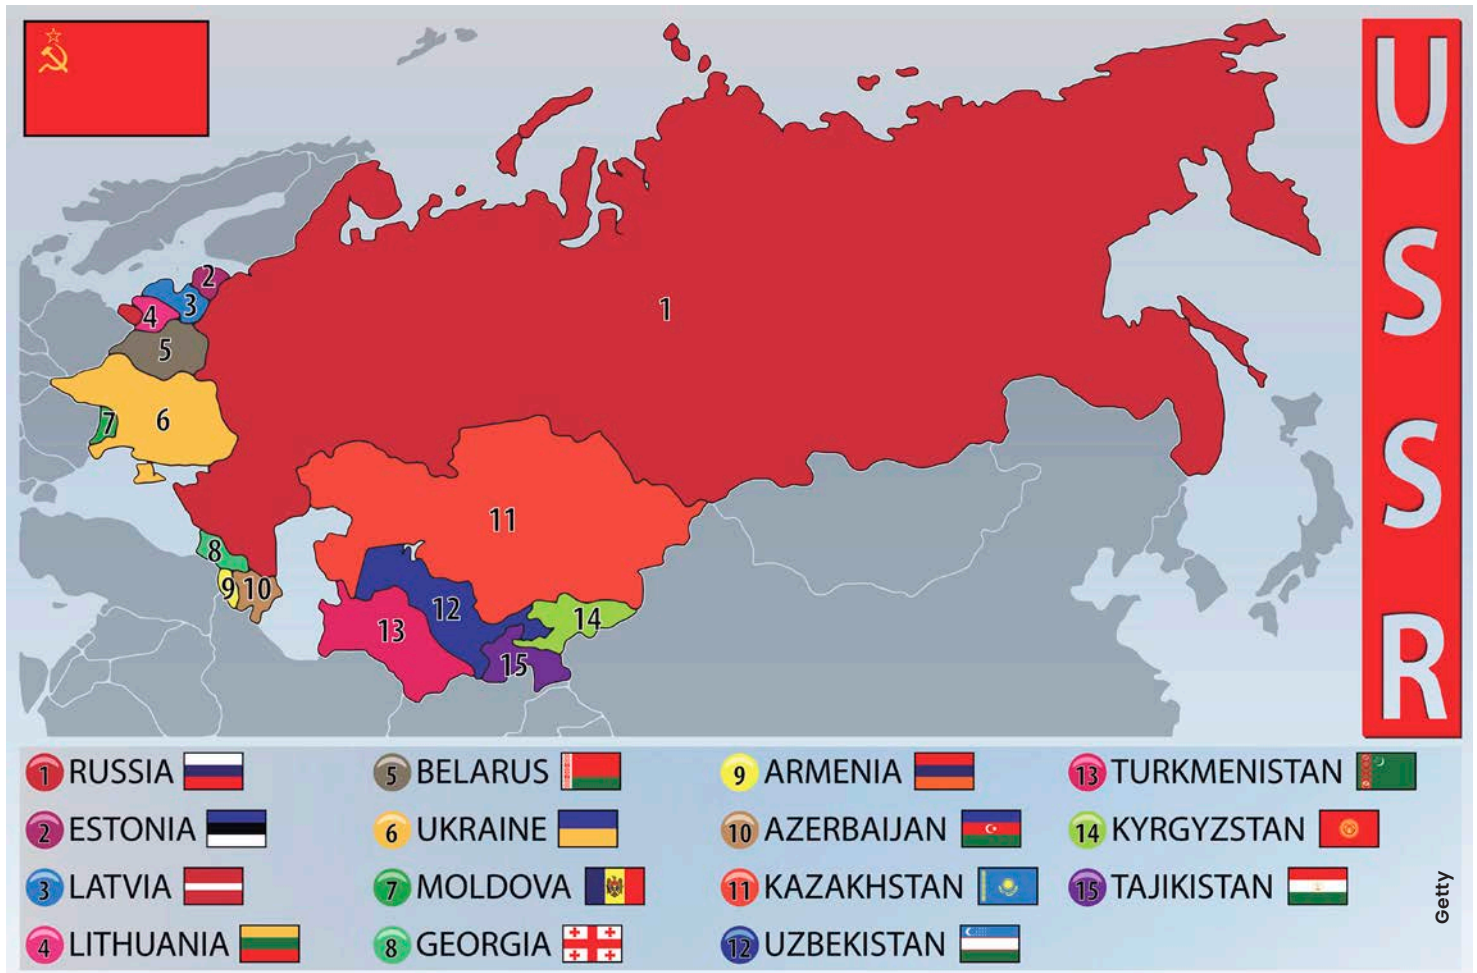 USSR
1
2
3
4
5
6
7
8
9
10
11
12
13
14
15
1 RUSSIA
2 ESTONIA
3 LATVIA
4 LITHUANIA
5 BELARUS
6 UKRAINE
7 MOLDOVA
8 GEORGIA
9 ARMENIA
10 AZERBAIJAN
11 KAZAKHSTAN
12 UZBEKISTAN
13 TURKMENISTAN
14 KYRGYZSTAN
15 TAJIKISTAN
Getty